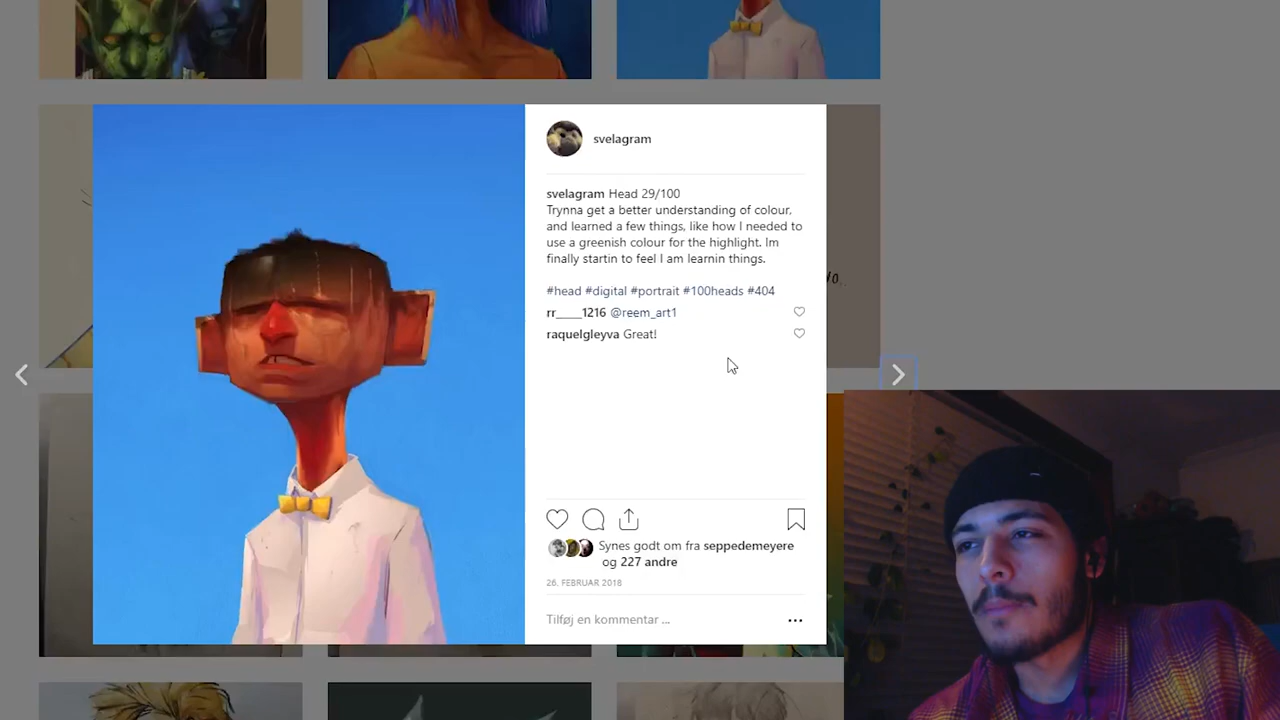 svelagram
svelagram Head 29/100
Trynna get a better understanding of colour,
and learned a few things, like how I needed to
use a greenish colour for the highlight. Im
finally startin to feel I am learnin things.
#head #digital #portrait #100heads #404
rr____1216 @reem_art1
raquelgleyva Great!
Synes godt om fra seppedemeyere
og 227 andre
26. FEBRUAR 2018
Tilføj en kommentar ...